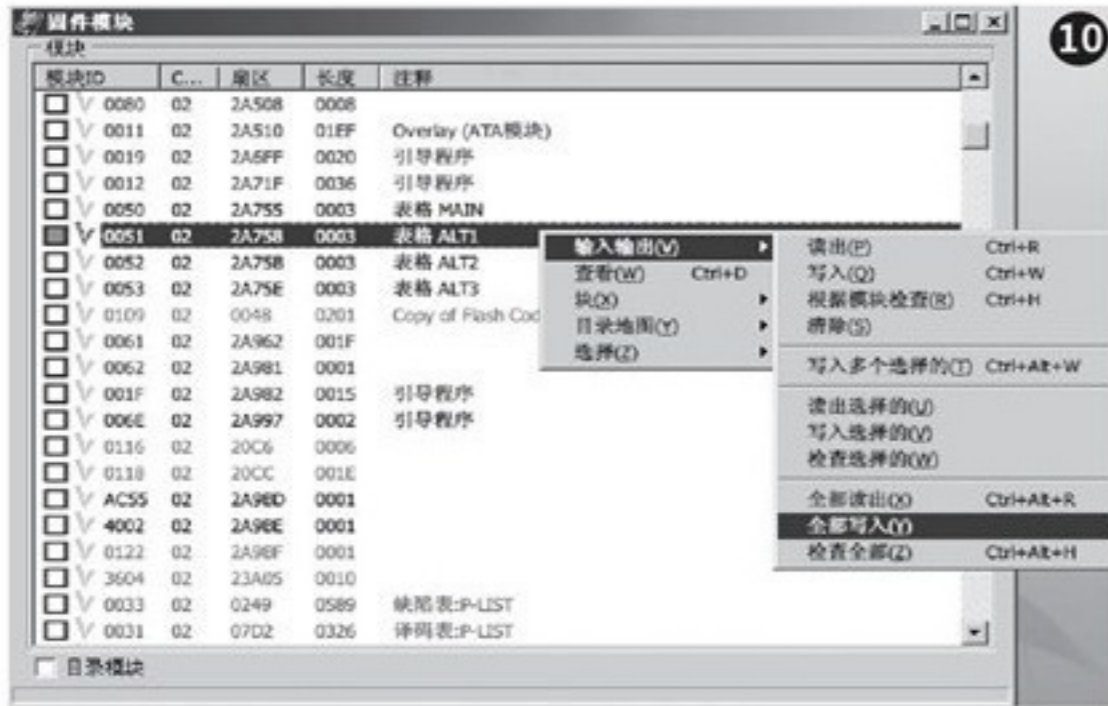 固件模块
10
模块
模块ID C... 扇区 长度 注释
V 0080 02 2A508 0008
V 0011 02 2A510 01EF Overlay (ATA模块)
V 0019 02 2A6FF 0020 引导程序
V 0012 02 2A71F 0036 引导程序
V 0050 02 2A755 0003 表格 MAIN
V 0051 02 2A758 0003 表格 ALT1
V 0052 02 2A75B 0003 表格 ALT2
V 0053 02 2A75E 0003 表格 ALT3
V 0109 02 0048 0201 Copy of Flash Cod
V 0061 02 2A962 001F
V 0062 02 2A981 0001
V 001F 02 2A982 0015 引导程序
V 006E 02 2A997 0002 引导程序
V 0116 02 20C6 0006
V 0118 02 20CC 001E
V AC55 02 2A9BD 0001
V 4002 02 2A9BE 0001
V 0122 02 2A9BF 0001
V 3604 02 23A05 0010
V 0033 02 0249 0589 缺陷表:P-LIST
V 0031 02 07D2 0326 译码表:P-LIST
目录模块
输入输出(V)
查看(W) Ctrl+D
块(X)
目录地图(Y)
选择(Z)
读出(P) Ctrl+R
写入(Q) Ctrl+W
根据模块检查(R) Ctrl+H
清除(S)
写入多个选择的(T) Ctrl+Alt+W
读出选择的(U)
写入选择的(V)
检查选择的(W)
全部读出(X) Ctrl+Alt+R
全部写入(Y)
检查全部(Z) Ctrl+Alt+H